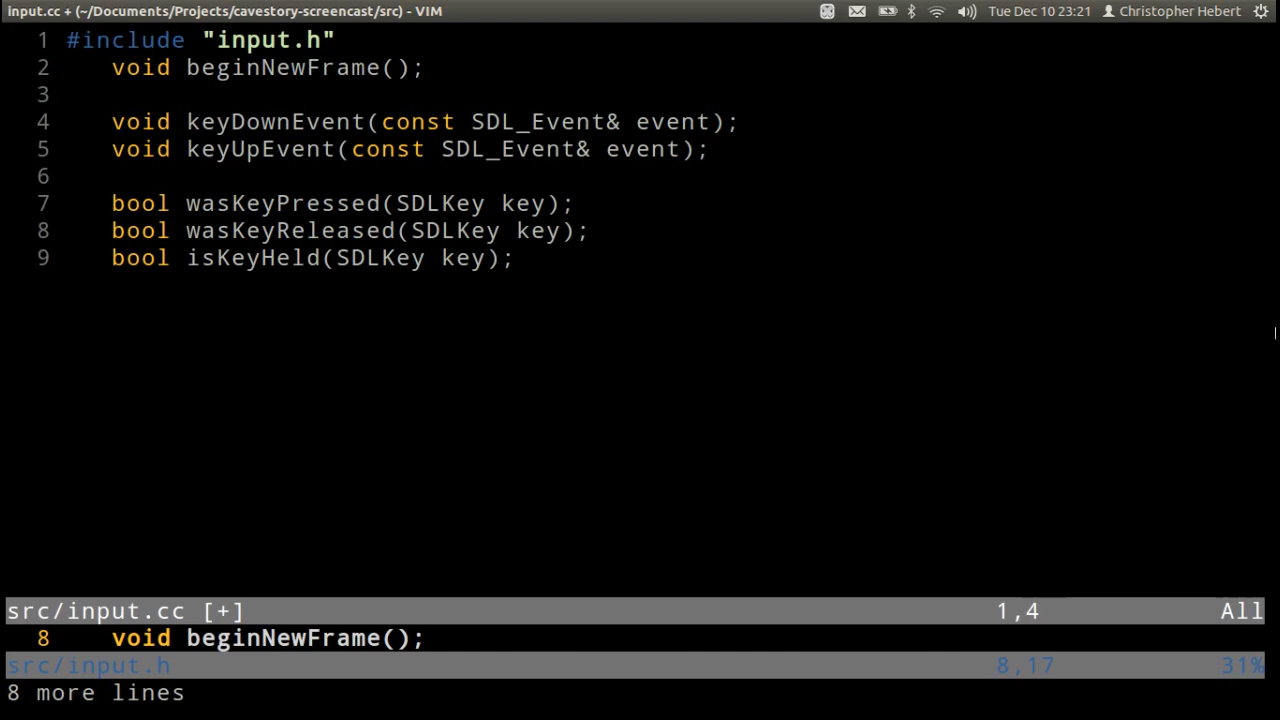 input.cc + (~/Documents/Projects/cavestory-screencast/src) - VIM Tue Dec 10 23:21 Christopher Hebert
1 #include "input.h"
2    void beginNewFrame();
3
4    void keyDownEvent(const SDL_Event& event);
5    void keyUpEvent(const SDL_Event& event);
6
7    bool wasKeyPressed(SDLKey key);
8    bool wasKeyReleased(SDLKey key);
9    bool isKeyHeld(SDLKey key);
src/input.cc [+] 1,4 All
8    void beginNewFrame();
src/input.h 8,17 31%
8 more lines